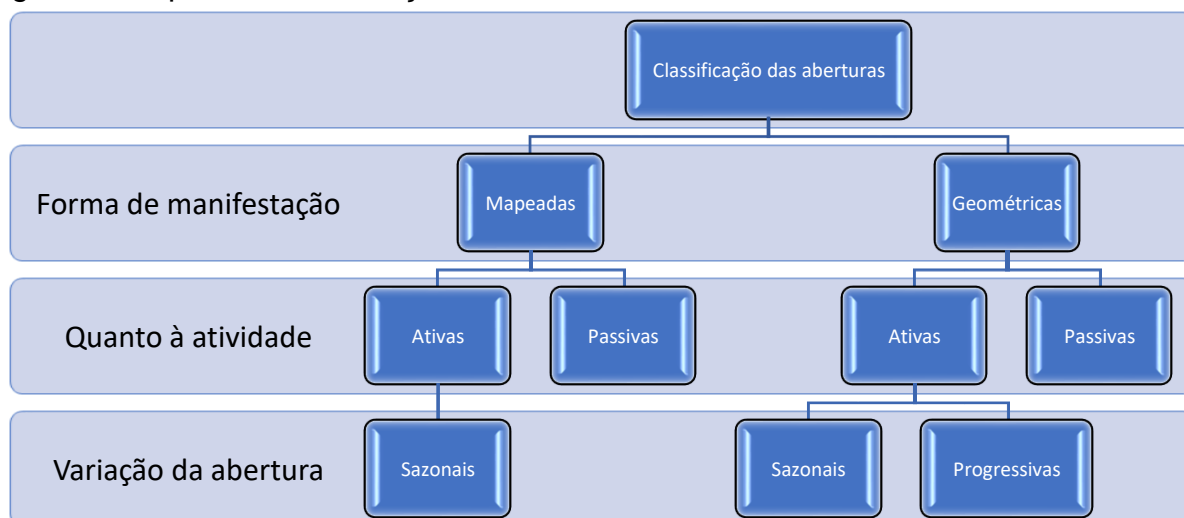 Classificação das aberturas
Forma de manifestação
Mapeadas
Geométricas
Quanto à atividade
Ativas
Passivas
Ativas
Passivas
Variação da abertura
Sazonais
Sazonais
Progressivas